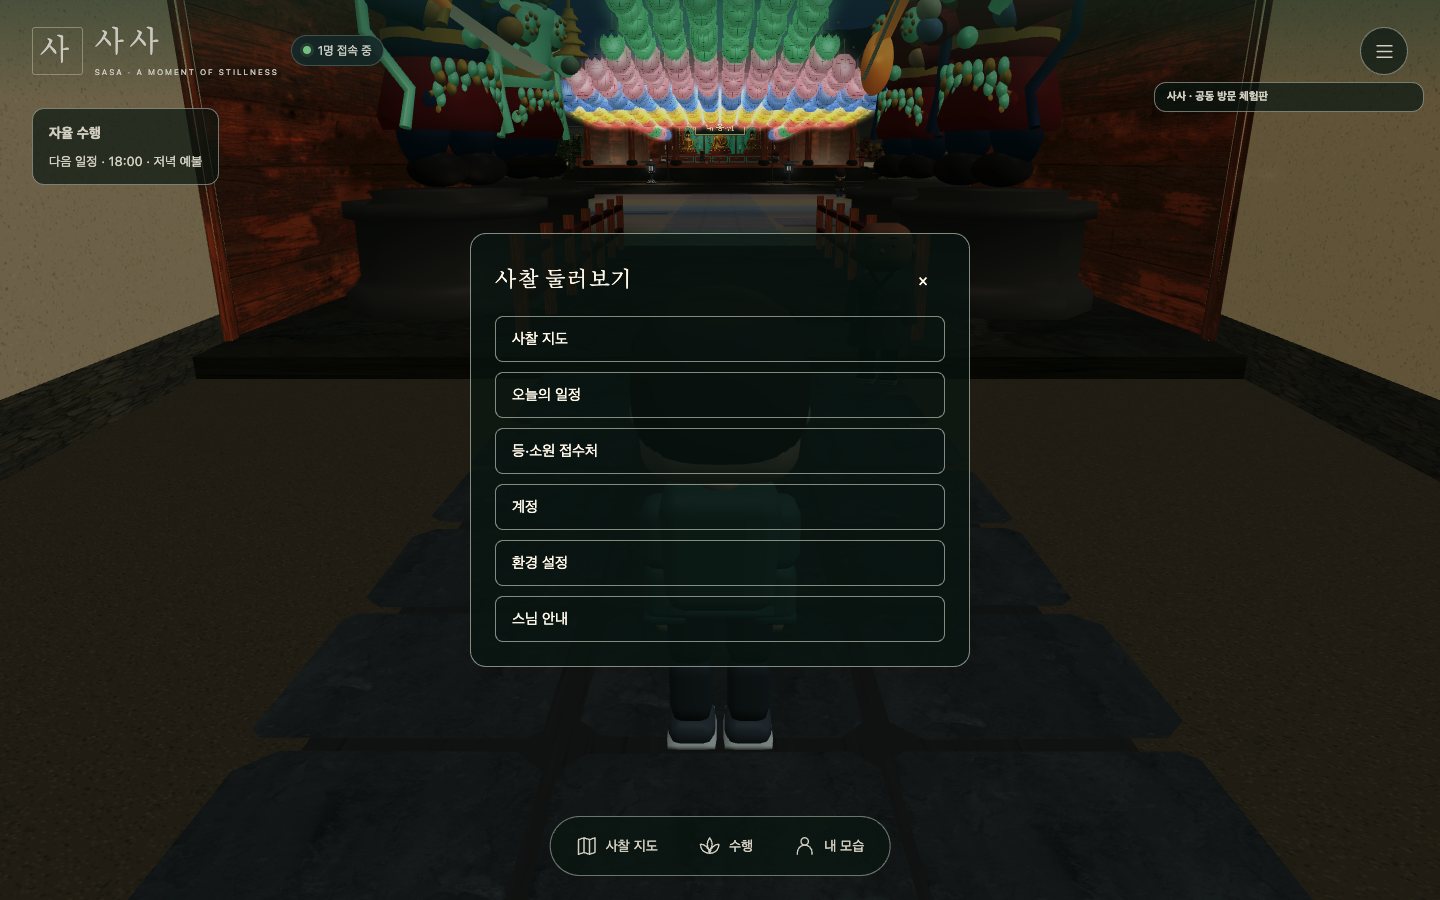 사
사사
SASA · A MOMENT OF STILLNESS
1명 접속 중
사사 · 공동 방문 체험판
자율 수행
다음 일정 · 18:00 · 저녁 예불
사찰 둘러보기
×
사찰 지도
오늘의 일정
등·소원 접수처
계정
환경 설정
스님 안내
사찰 지도
수행
내 모습